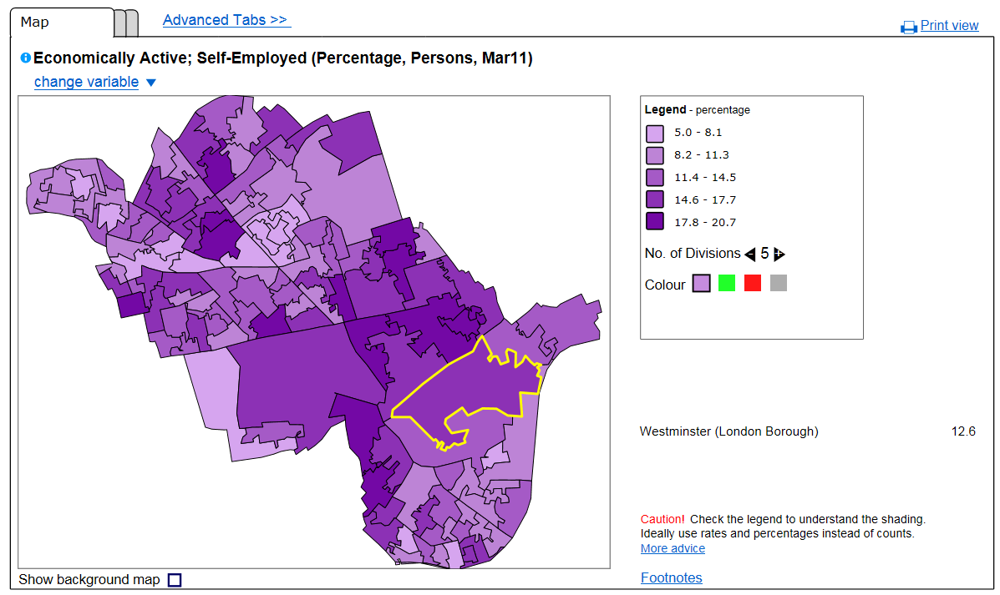 Map
Advanced Tabs >>
Print view
Economically Active; Self-Employed (Percentage, Persons, Mar11)
change variable
Legend - percentage
5.0 - 8.1
8.2 - 11.3
11.4 - 14.5
14.6 - 17.7
17.8 - 20.7
No. of Divisions - 5 +
Colour
Westminster (London Borough) 12.6
Caution! Check the legend to understand the shading.
Ideally use rates and percentages instead of counts.
More advice
Show background map
Footnotes